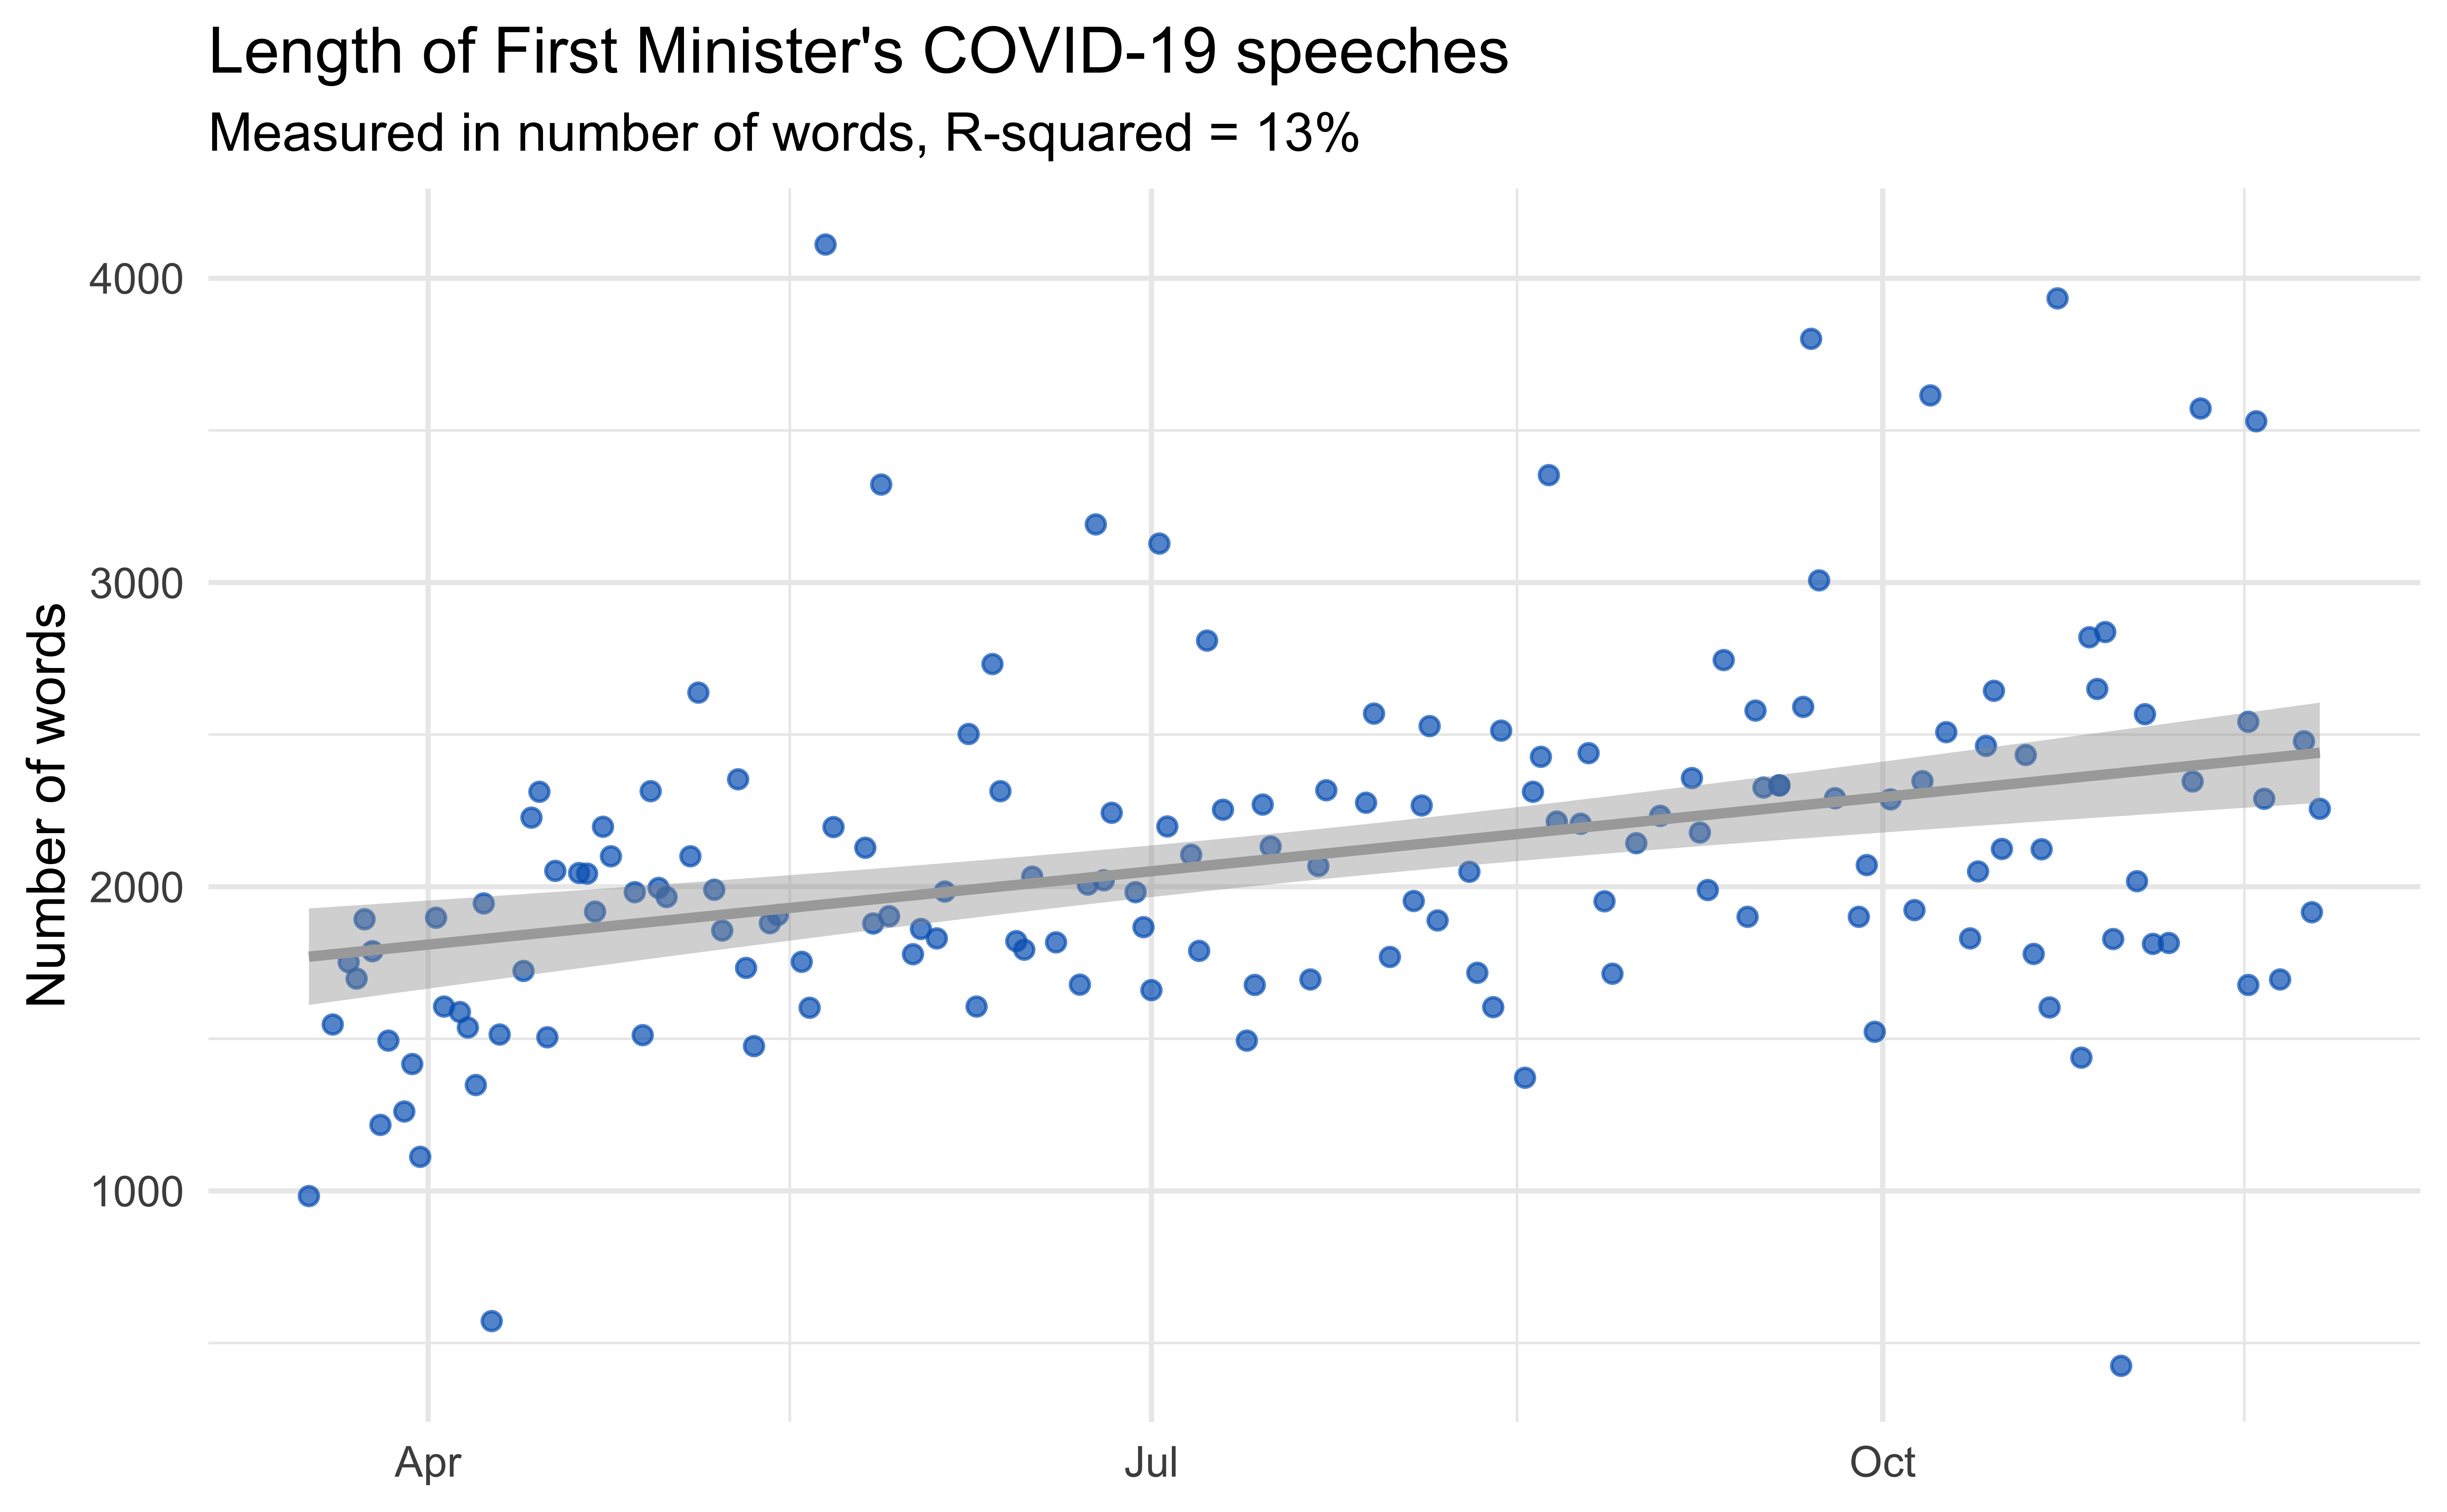 Length of First Minister's COVID-19 speeches
Measured in number of words, R-squared = 13%
Number of words
4000
3000
2000
1000
Apr
Jul
Oct